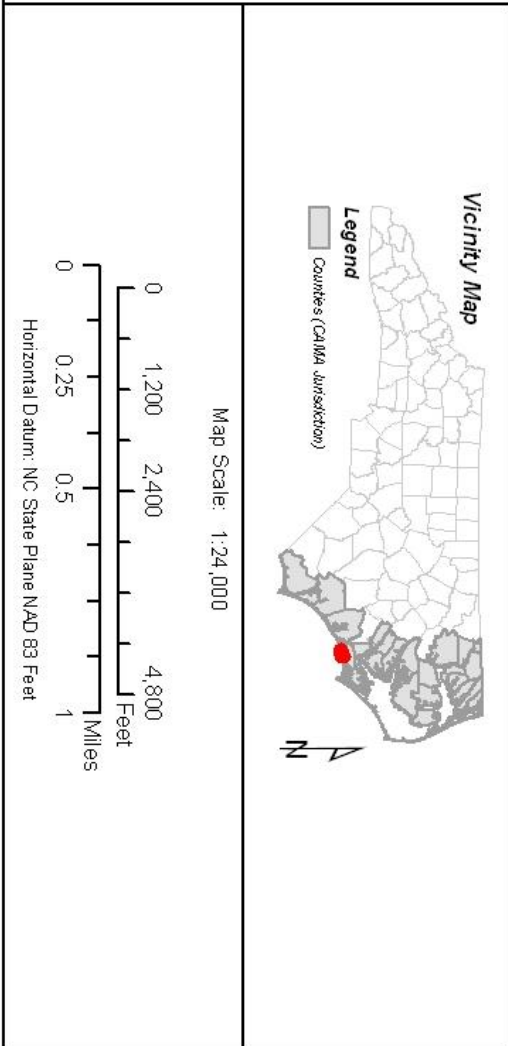 Vicinity Map
Legend
Counties (CAMA Jurisdiction)
N
Map Scale: 1:24,000
0 1,200 2,400 4,800
Feet
0 0.25 0.5 1
Miles
Horizontal Datum: NC State Plane NAD 83 Feet